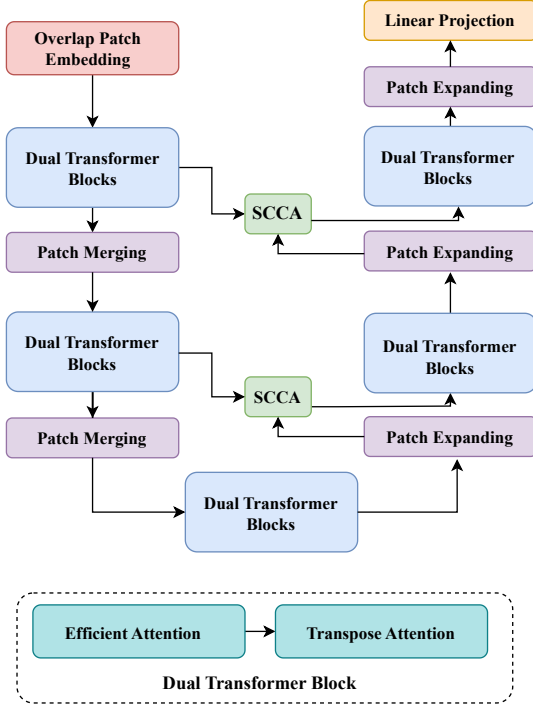 Overlap Patch
Embedding
Dual Transformer
Blocks
Patch Merging
Dual Transformer
Blocks
Patch Merging
Dual Transformer
Blocks
SCCA
SCCA
Linear Projection
Patch Expanding
Dual Transformer
Blocks
Patch Expanding
Dual Transformer
Blocks
Patch Expanding
Efficient Attention
Transpose Attention
Dual Transformer Block